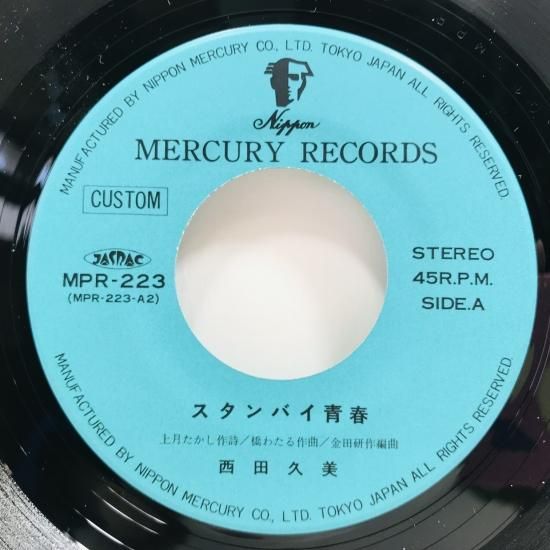 MANUFACTURED BY NIPPON MERCURY CO., LTD. TOKYO JAPAN ALL RIGHTS RESERVED.
Nippon
MERCURY RECORDS
CUSTOM
JASRAC
MPR-223
(MPR-223-A2)
STEREO
45R.P.M.
SIDE.A
スタンバイ青春
上月たかし作詩／橋わたる作曲／金田研作編曲
西田久美
MANUFACTURED BY NIPPON MERCURY CO., LTD. TOKYO JAPAN ALL RIGHTS RESERVED.